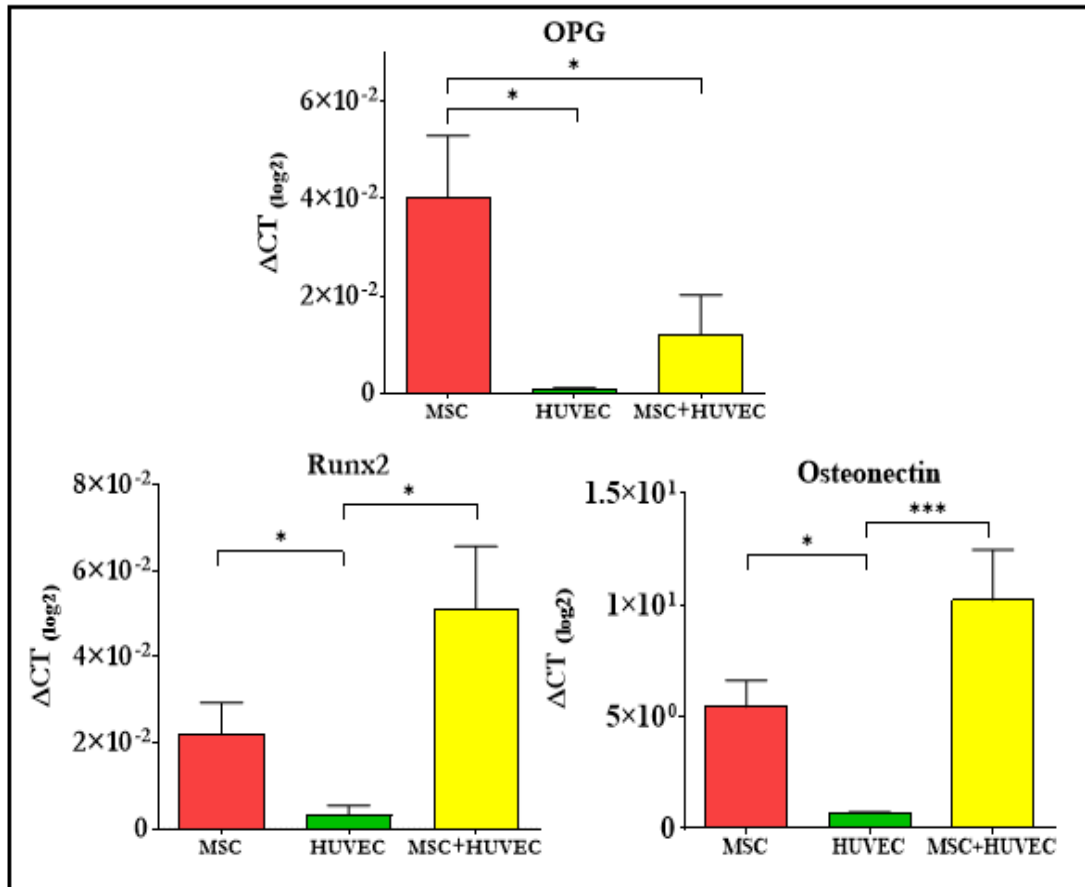 OPG
*
*
6×10⁻²
4×10⁻²
2×10⁻²
0
ΔCT (log2)
MSC HUVEC MSC+HUVEC
Runx2
*
*
8×10⁻²
6×10⁻²
4×10⁻²
2×10⁻²
0
ΔCT (log2)
MSC HUVEC MSC+HUVEC
Osteonectin
***
*
1.5×10¹
1×10¹
5×10⁰
0
ΔCT (log2)
MSC HUVEC MSC+HUVEC